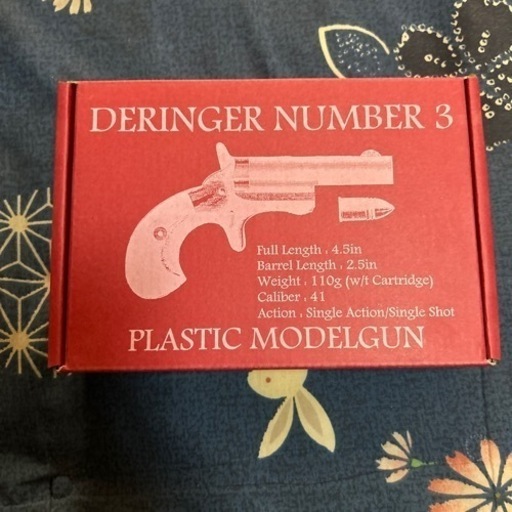 DERINGER NUMBER 3
Full Length : 4.5in
Barrel Length : 2.5in
Weight : 110g (w/t Cartridge)
Caliber : 41
Action : Single Action/Single Shot
PLASTIC MODELGUN